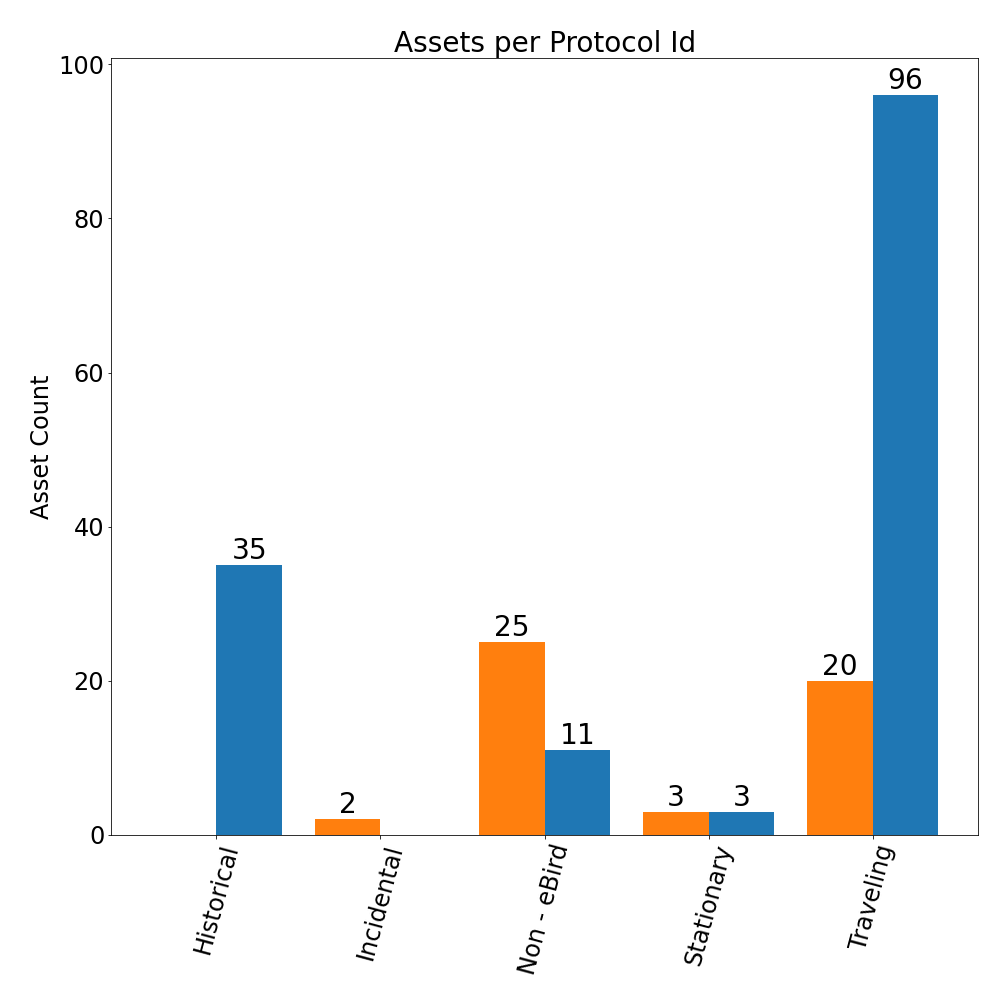 Assets per Protocol Id
Asset Count
100
80
60
40
20
0
35
2
25
11
3
3
20
96
Historical
Incidental
Non - eBird
Stationary
Traveling